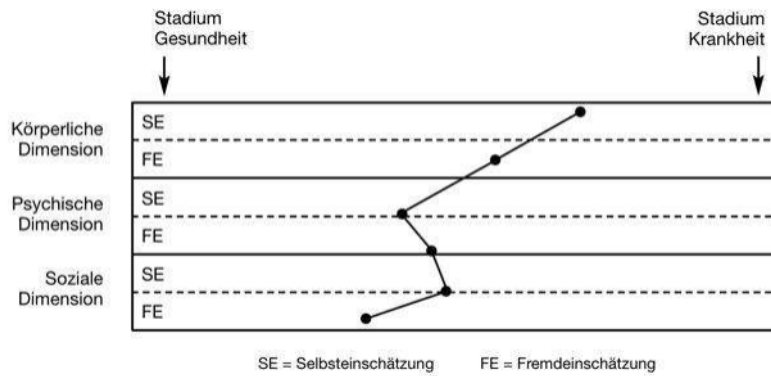 Stadium
Gesundheit
Stadium
Krankheit
Körperliche
Dimension
SE
FE
Psychische
Dimension
SE
FE
Soziale
Dimension
SE
FE
SE = Selbsteinschätzung
FE = Fremdeinschätzung